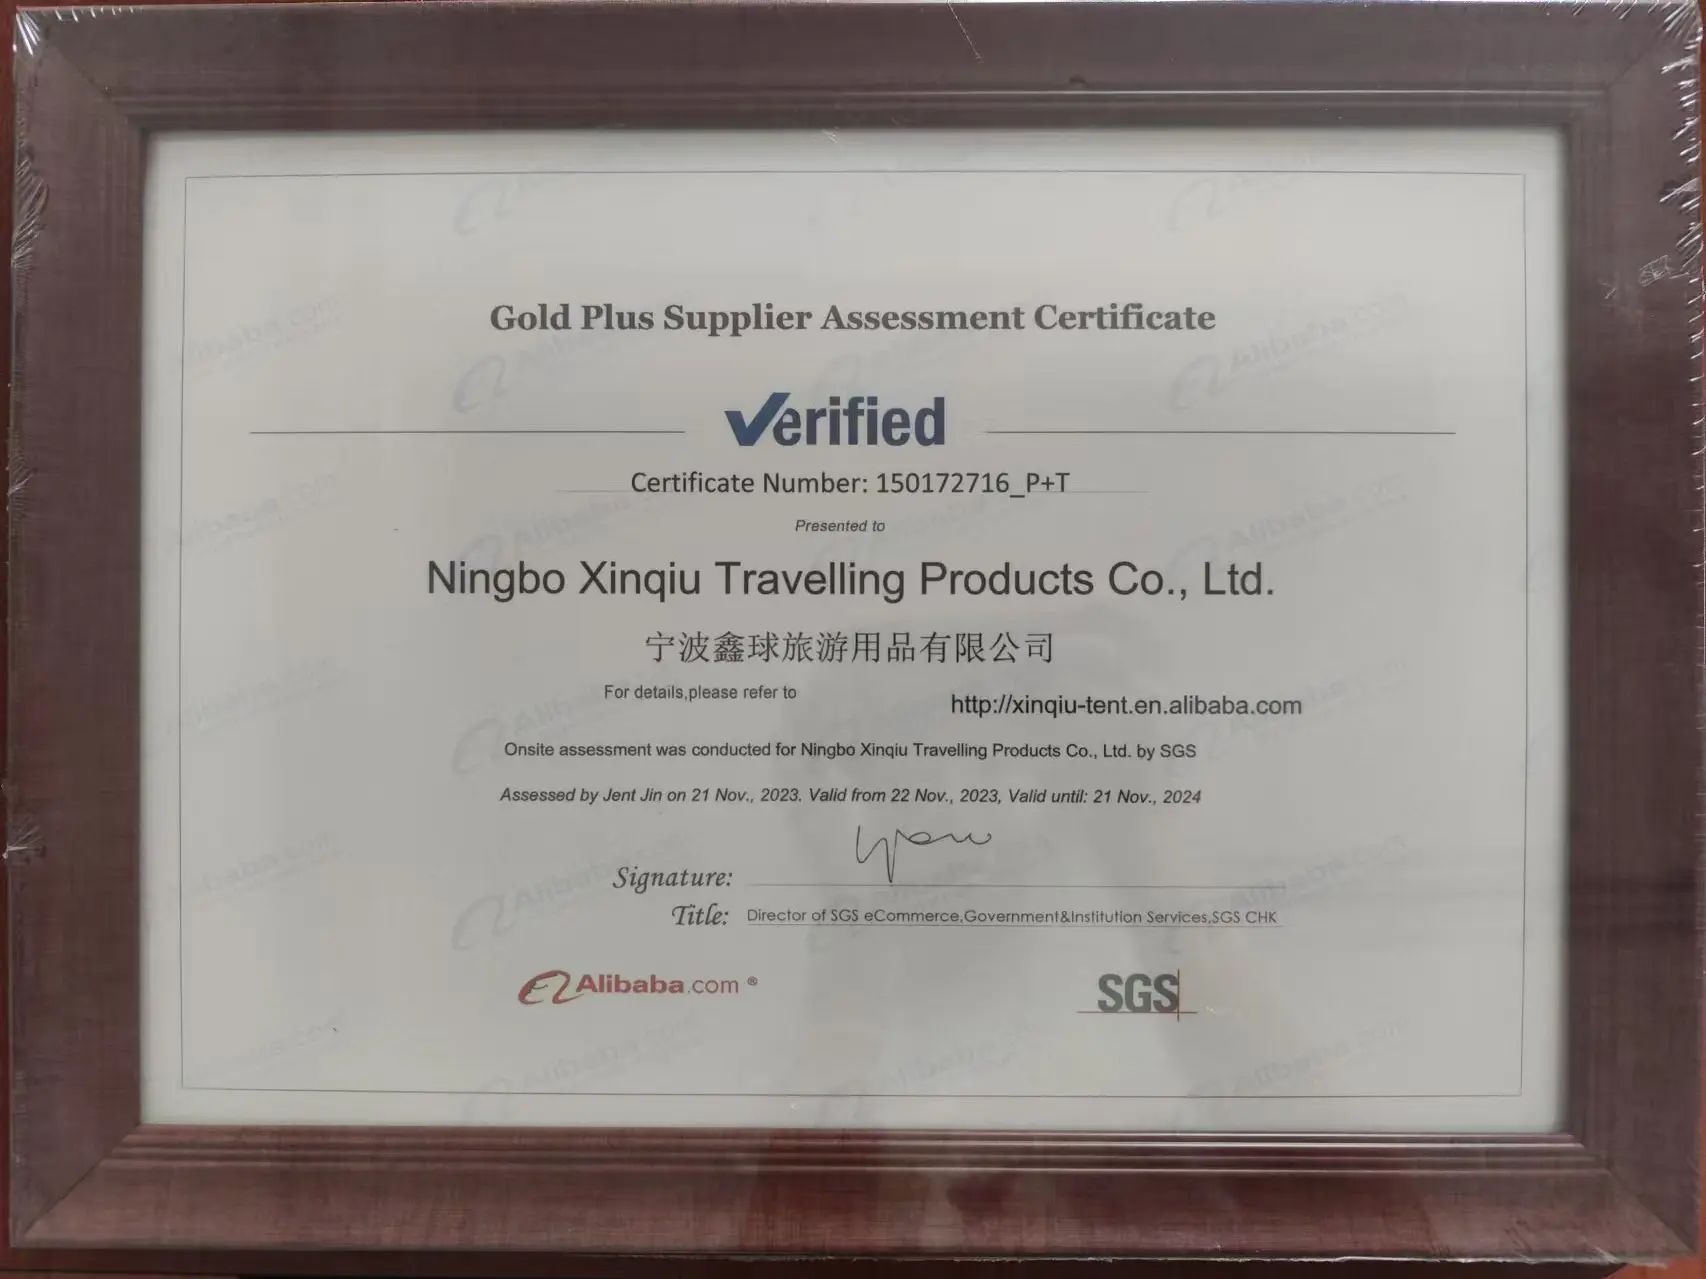 Gold Plus Supplier Assessment Certificate
Verified
Certificate Number: 150172716_P+T
Presented to
Ningbo Xinqiu Travelling Products Co., Ltd.
宁波鑫球旅游用品有限公司
For details,please refer to http://xinqiu-tent.en.alibaba.com
Onsite assessment was conducted for Ningbo Xinqiu Travelling Products Co., Ltd. by SGS
Assessed by Jent Jin on 21 Nov., 2023. Valid from 22 Nov., 2023, Valid until: 21 Nov., 2024
Signature:
Title: Director of SGS eCommerce,Government&Institution Services,SGS CHK
Alibaba.com ®
SGS